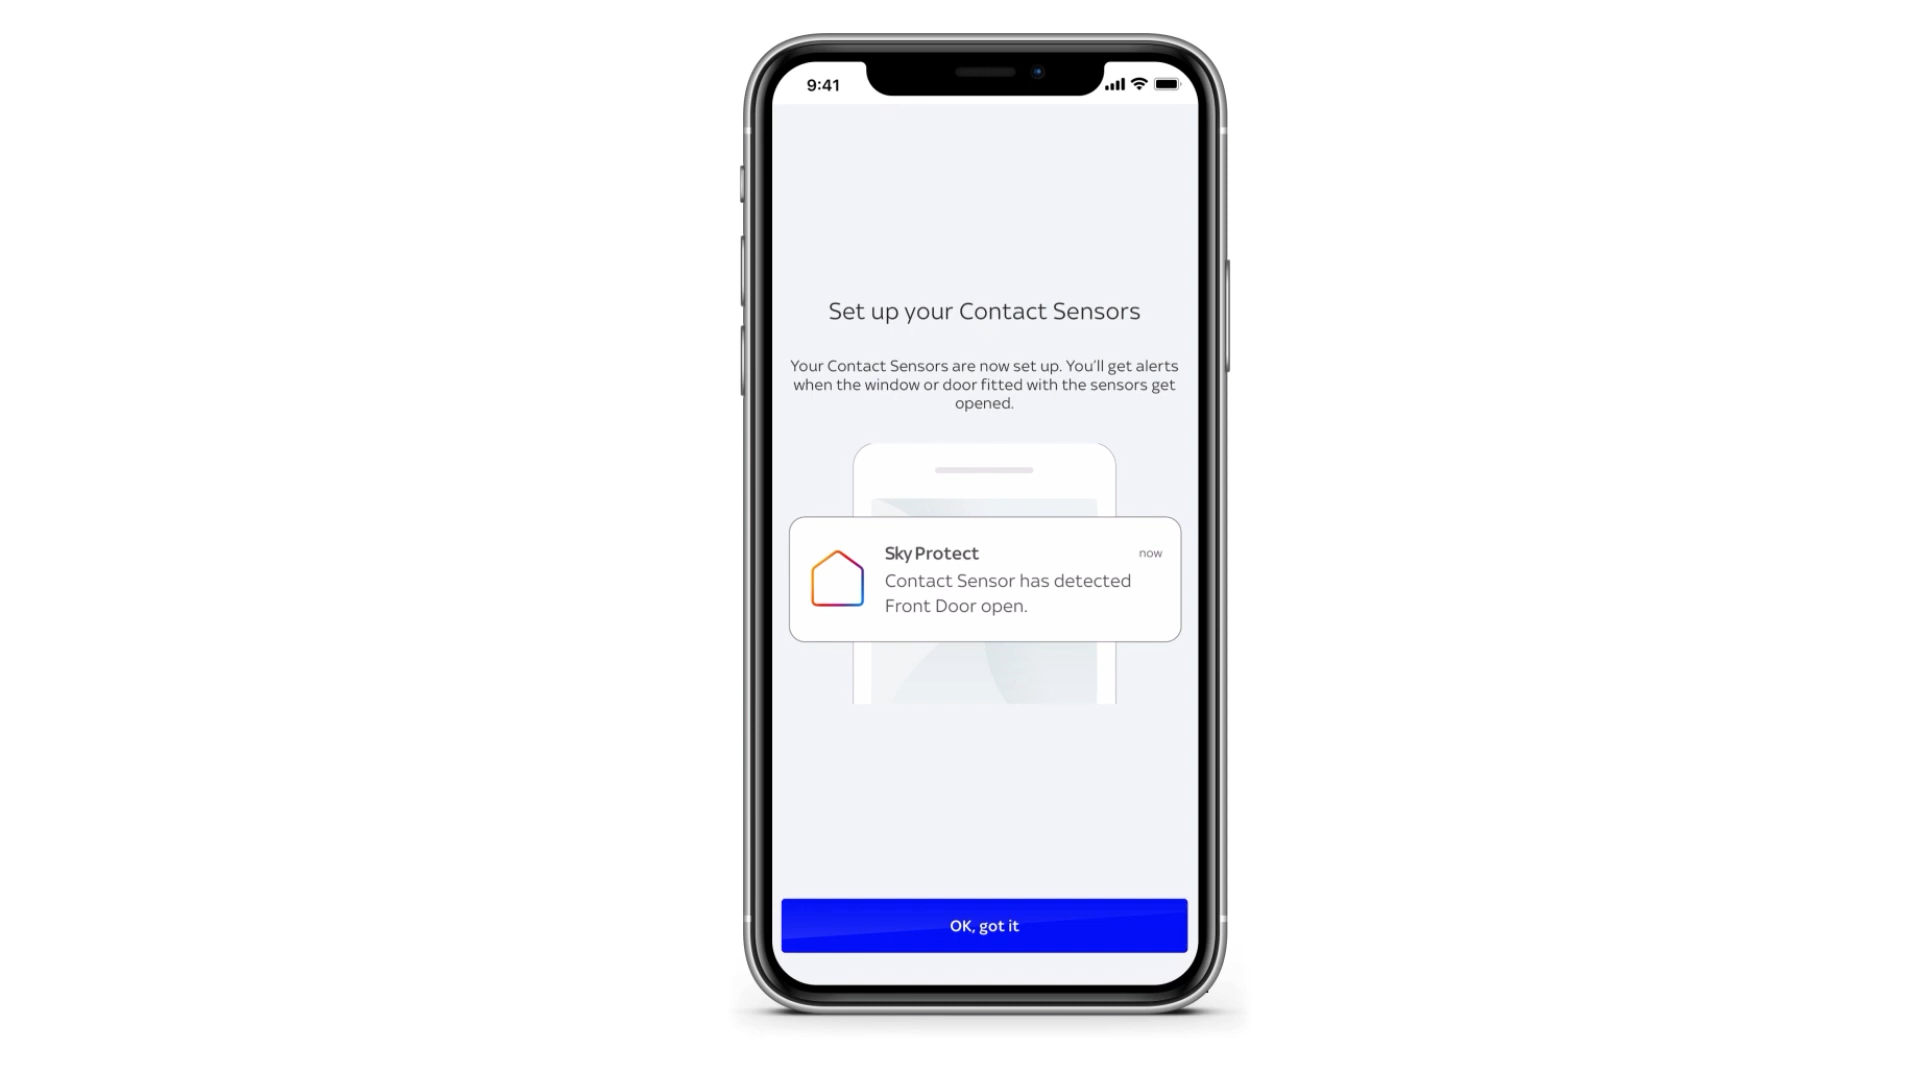 9:41
Set up your Contact Sensors
Your Contact Sensors are now set up. You'll get alerts
when the window or door fitted with the sensors get
opened.
Sky Protect
now
Contact Sensor has detected
Front Door open.
OK, got it